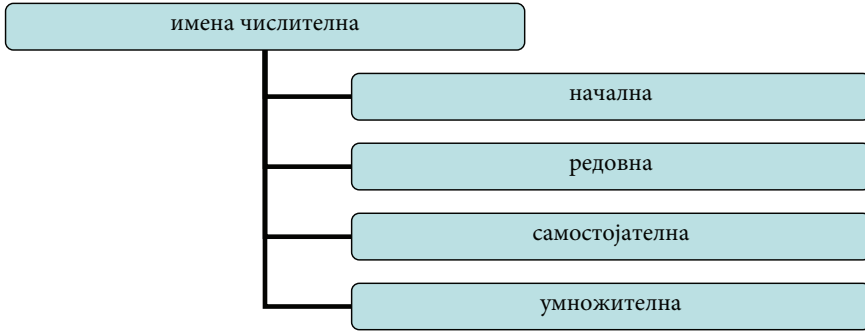 имена числителна
начална
редовна
самостојателна
умножителна